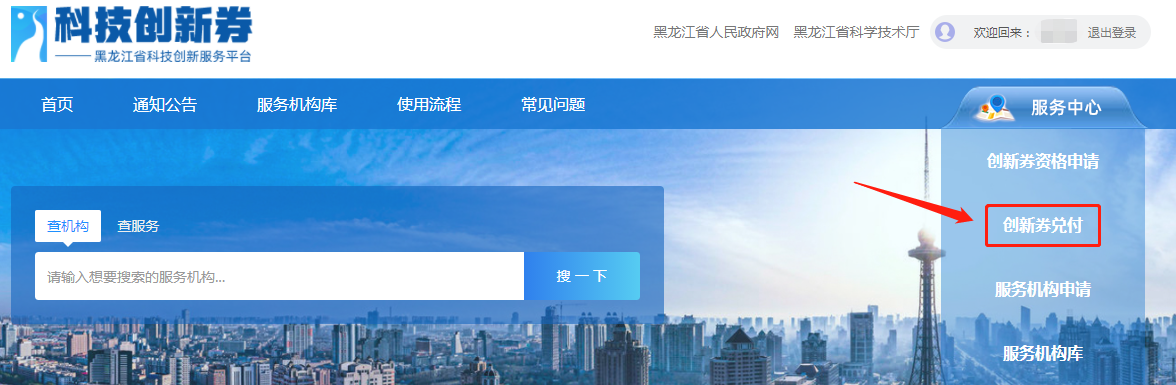 科技创新券
黑龙江省科技创新服务平台
黑龙江省人民政府网 黑龙江省科学技术厅 欢迎回来： 退出登录
首页 通知公告 服务机构库 使用流程 常见问题 服务中心
创新券资格申请
查机构 查服务
创新券兑付
请输入想要搜索的服务机构... 搜一下
服务机构申请
服务机构库